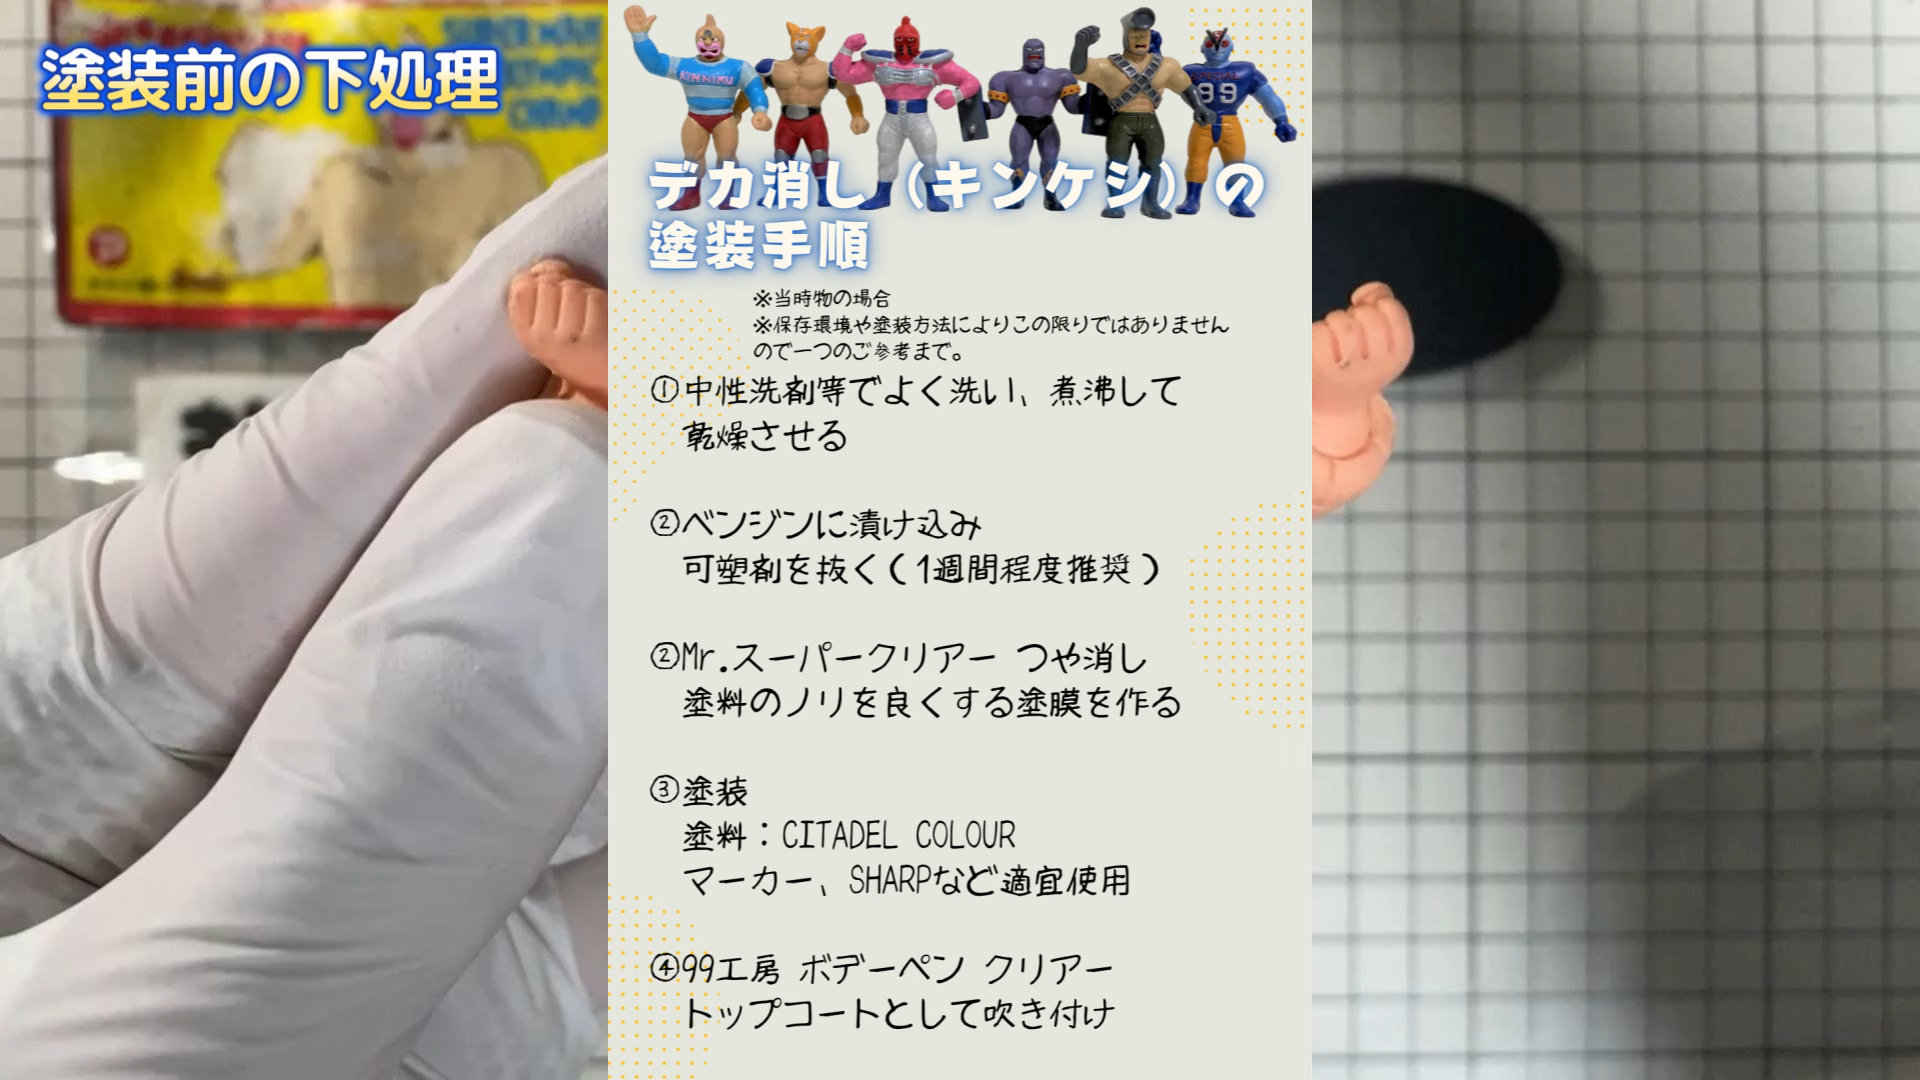 塗装前の下処理
KINNIKU
89
デカ消し（キンケシ）の
塗装手順
※当時物の場合
※保存環境や塗装方法によりこの限りではありません
ので一つのご参考まで。
①中性洗剤等でよく洗い、煮沸して
乾燥させる
②ベンジンに漬け込み
可塑剤を抜く(1週間程度推奨)
②Mr.スーパークリアー つや消し
塗料のノリを良くする塗膜を作る
③塗装
塗料：CITADEL COLOUR
マーカー、SHARPなど適宜使用
④99工房 ボデーペン クリアー
トップコートとして吹き付け